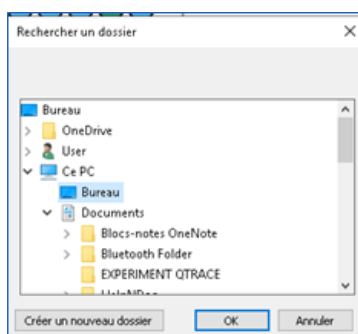 Rechercher un dossier
Bureau
OneDrive
User
Ce PC
Bureau
Documents
Blocs-notes OneNote
Bluetooth Folder
EXPERIMENT QTRACE
Créer un nouveau dossier
OK
Annuler